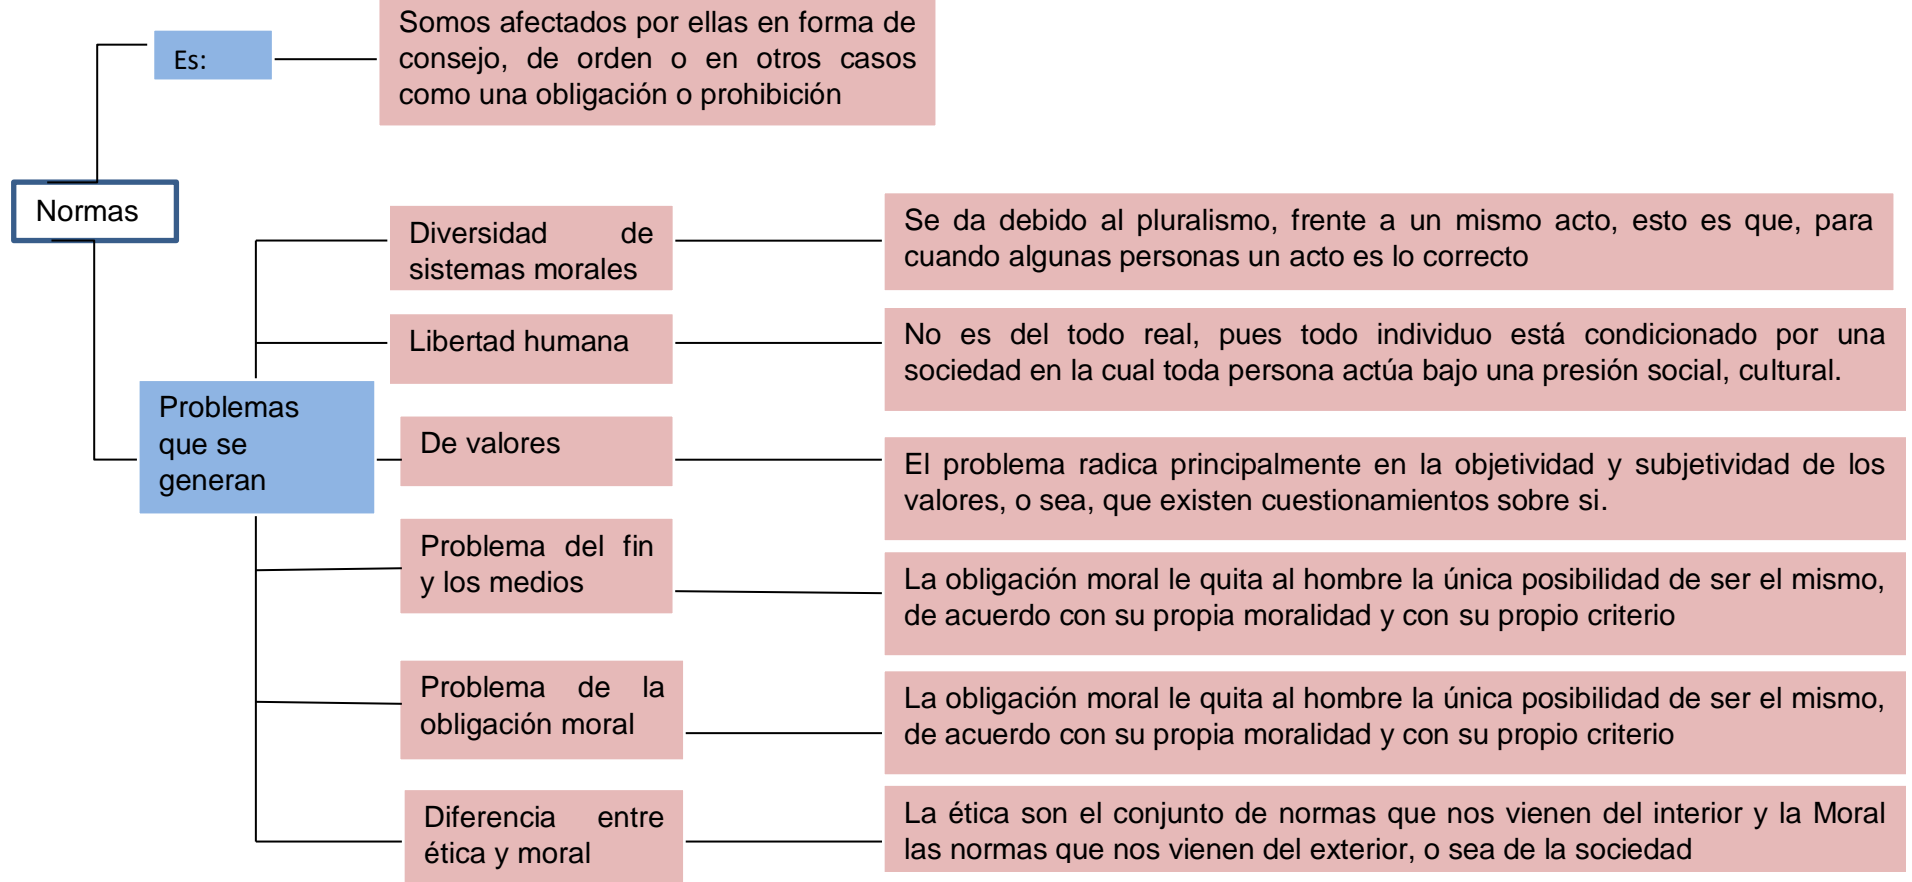 Somos afectados por ellas en forma de
consejo, de orden o en otros casos
como una obligación o prohibición
Es:
Normas
Diversidad de
sistemas morales
Se da debido al pluralismo, frente a un mismo acto, esto es que, para
cuando algunas personas un acto es lo correcto
Libertad humana
No es del todo real, pues todo individuo está condicionado por una
sociedad en la cual toda persona actúa bajo una presión social, cultural.
Problemas
que se
generan
De valores
El problema radica principalmente en la objetividad y subjetividad de los
valores, o sea, que existen cuestionamientos sobre si.
Problema del fin
y los medios
La obligación moral le quita al hombre la única posibilidad de ser el mismo,
de acuerdo con su propia moralidad y con su propio criterio
Problema de la
obligación moral
La obligación moral le quita al hombre la única posibilidad de ser el mismo,
de acuerdo con su propia moralidad y con su propio criterio
Diferencia entre
ética y moral
La ética son el conjunto de normas que nos vienen del interior y la Moral
las normas que nos vienen del exterior, o sea de la sociedad